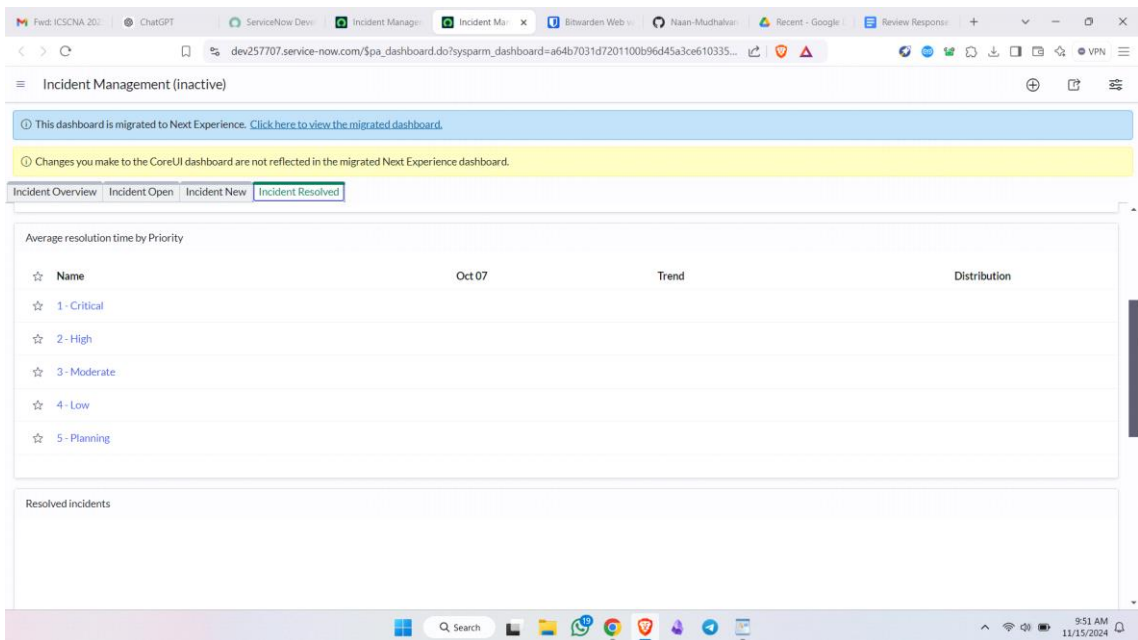 Fwd: ICSCNA 202
ChatGPT
ServiceNow Deve
Incident Manage
Incident Man
Bitwarden Web v
Naan-Mudhalvan
Recent - Google
Review Response
dev257707.service-now.com/$pa_dashboard.do?sysparm_dashboard=a64b7031d7201100b96d45a3ce610335...
VPN
Incident Management (inactive)
This dashboard is migrated to Next Experience. Click here to view the migrated dashboard.
Changes you make to the CoreUI dashboard are not reflected in the migrated Next Experience dashboard.
Incident Overview Incident Open Incident New Incident Resolved
Average resolution time by Priority
Name Oct 07 Trend Distribution
1 - Critical
2 - High
3 - Moderate
4 - Low
5 - Planning
Resolved incidents
Search
19
9:51 AM
11/15/2024